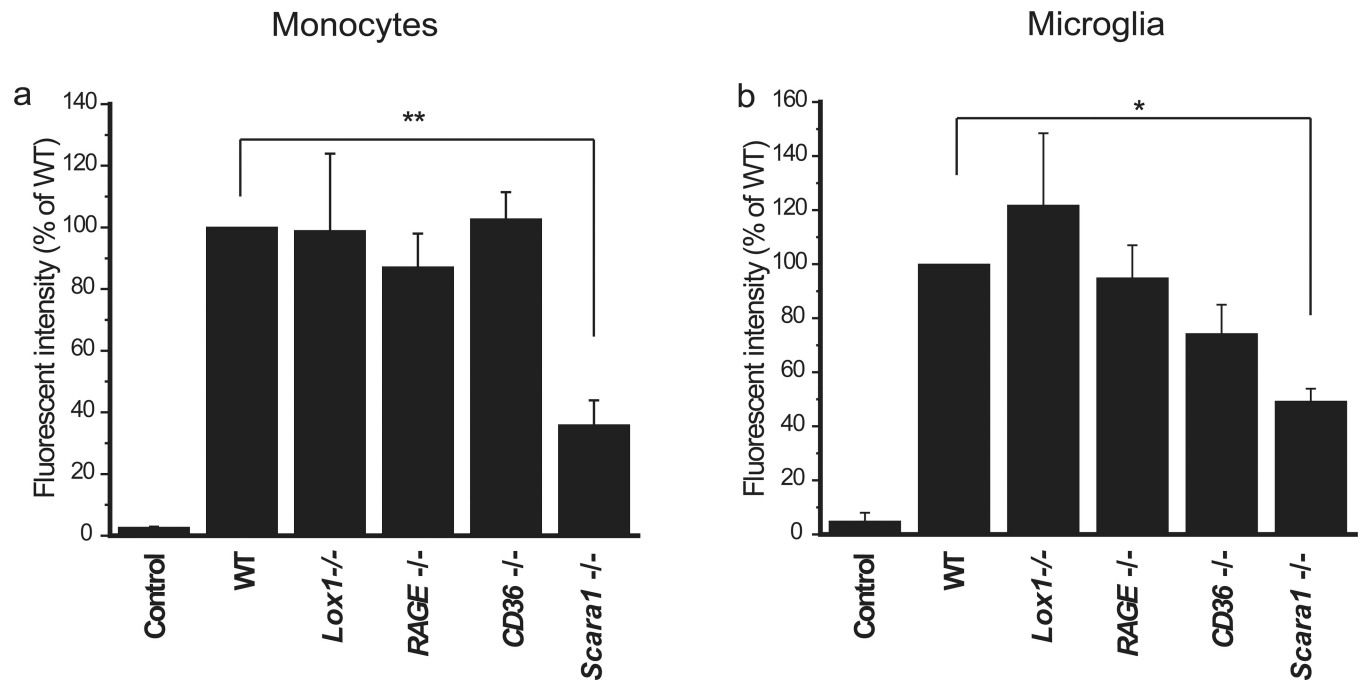 Monocytes
a
Fluorescent intensity (% of WT)
140
120
100
80
60
40
20
0
**
Control
WT
Lox1-/-
RAGE -/-
CD36 -/-
Scara1 -/-
Microglia
b
Fluorescent intensity (% of WT)
160
140
120
100
80
60
40
20
0
*
Control
WT
Lox1-/-
RAGE -/-
CD36 -/-
Scara1 -/-